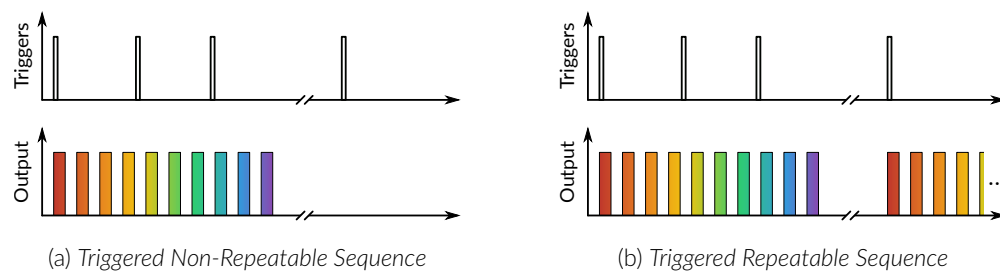 Triggers
Output
(a) Triggered Non-Repeatable Sequence
Triggers
Output
...
(b) Triggered Repeatable Sequence